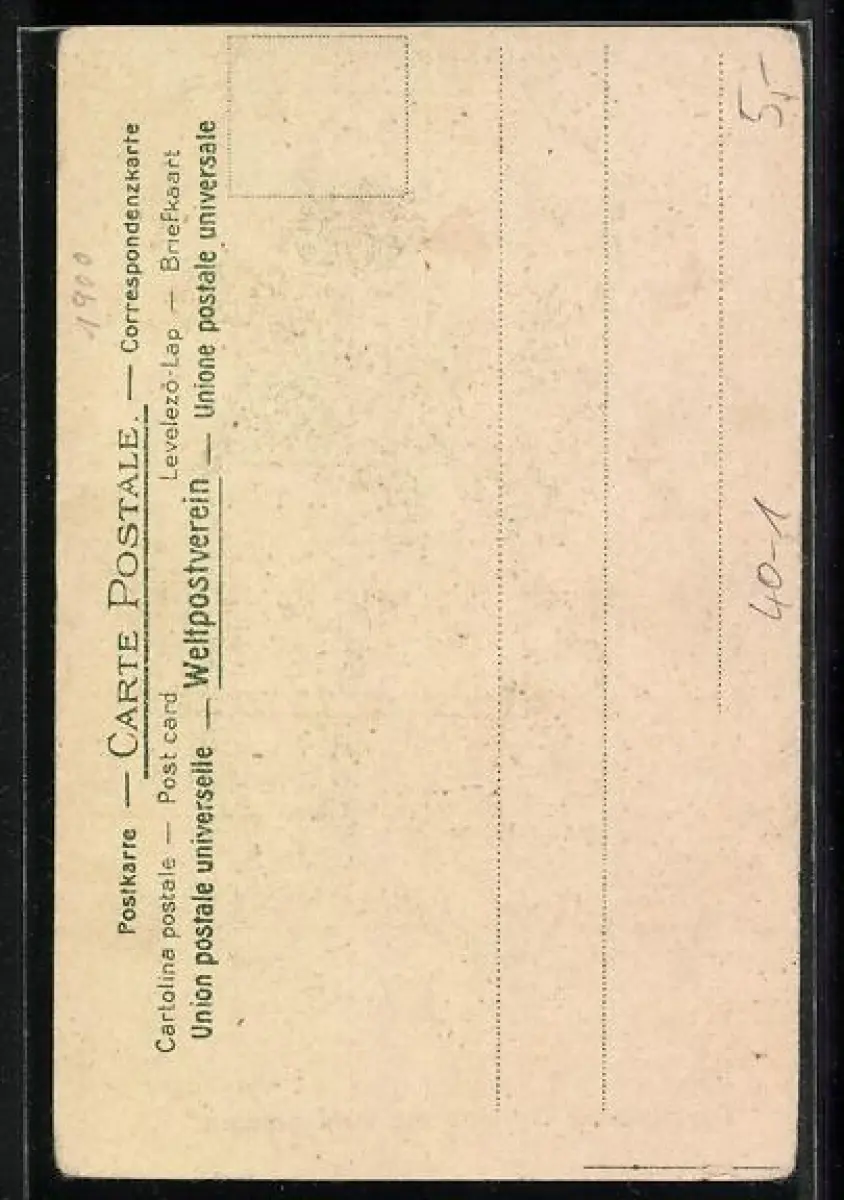 1900
Postkarre — CARTE POSTALE. — Correspondenzkarte
Cartolina postale — Post card Levelezö-Lap — Briefkaart
Union postale universelle — Weltpostverein — Unione postale universale
5,-
40-1